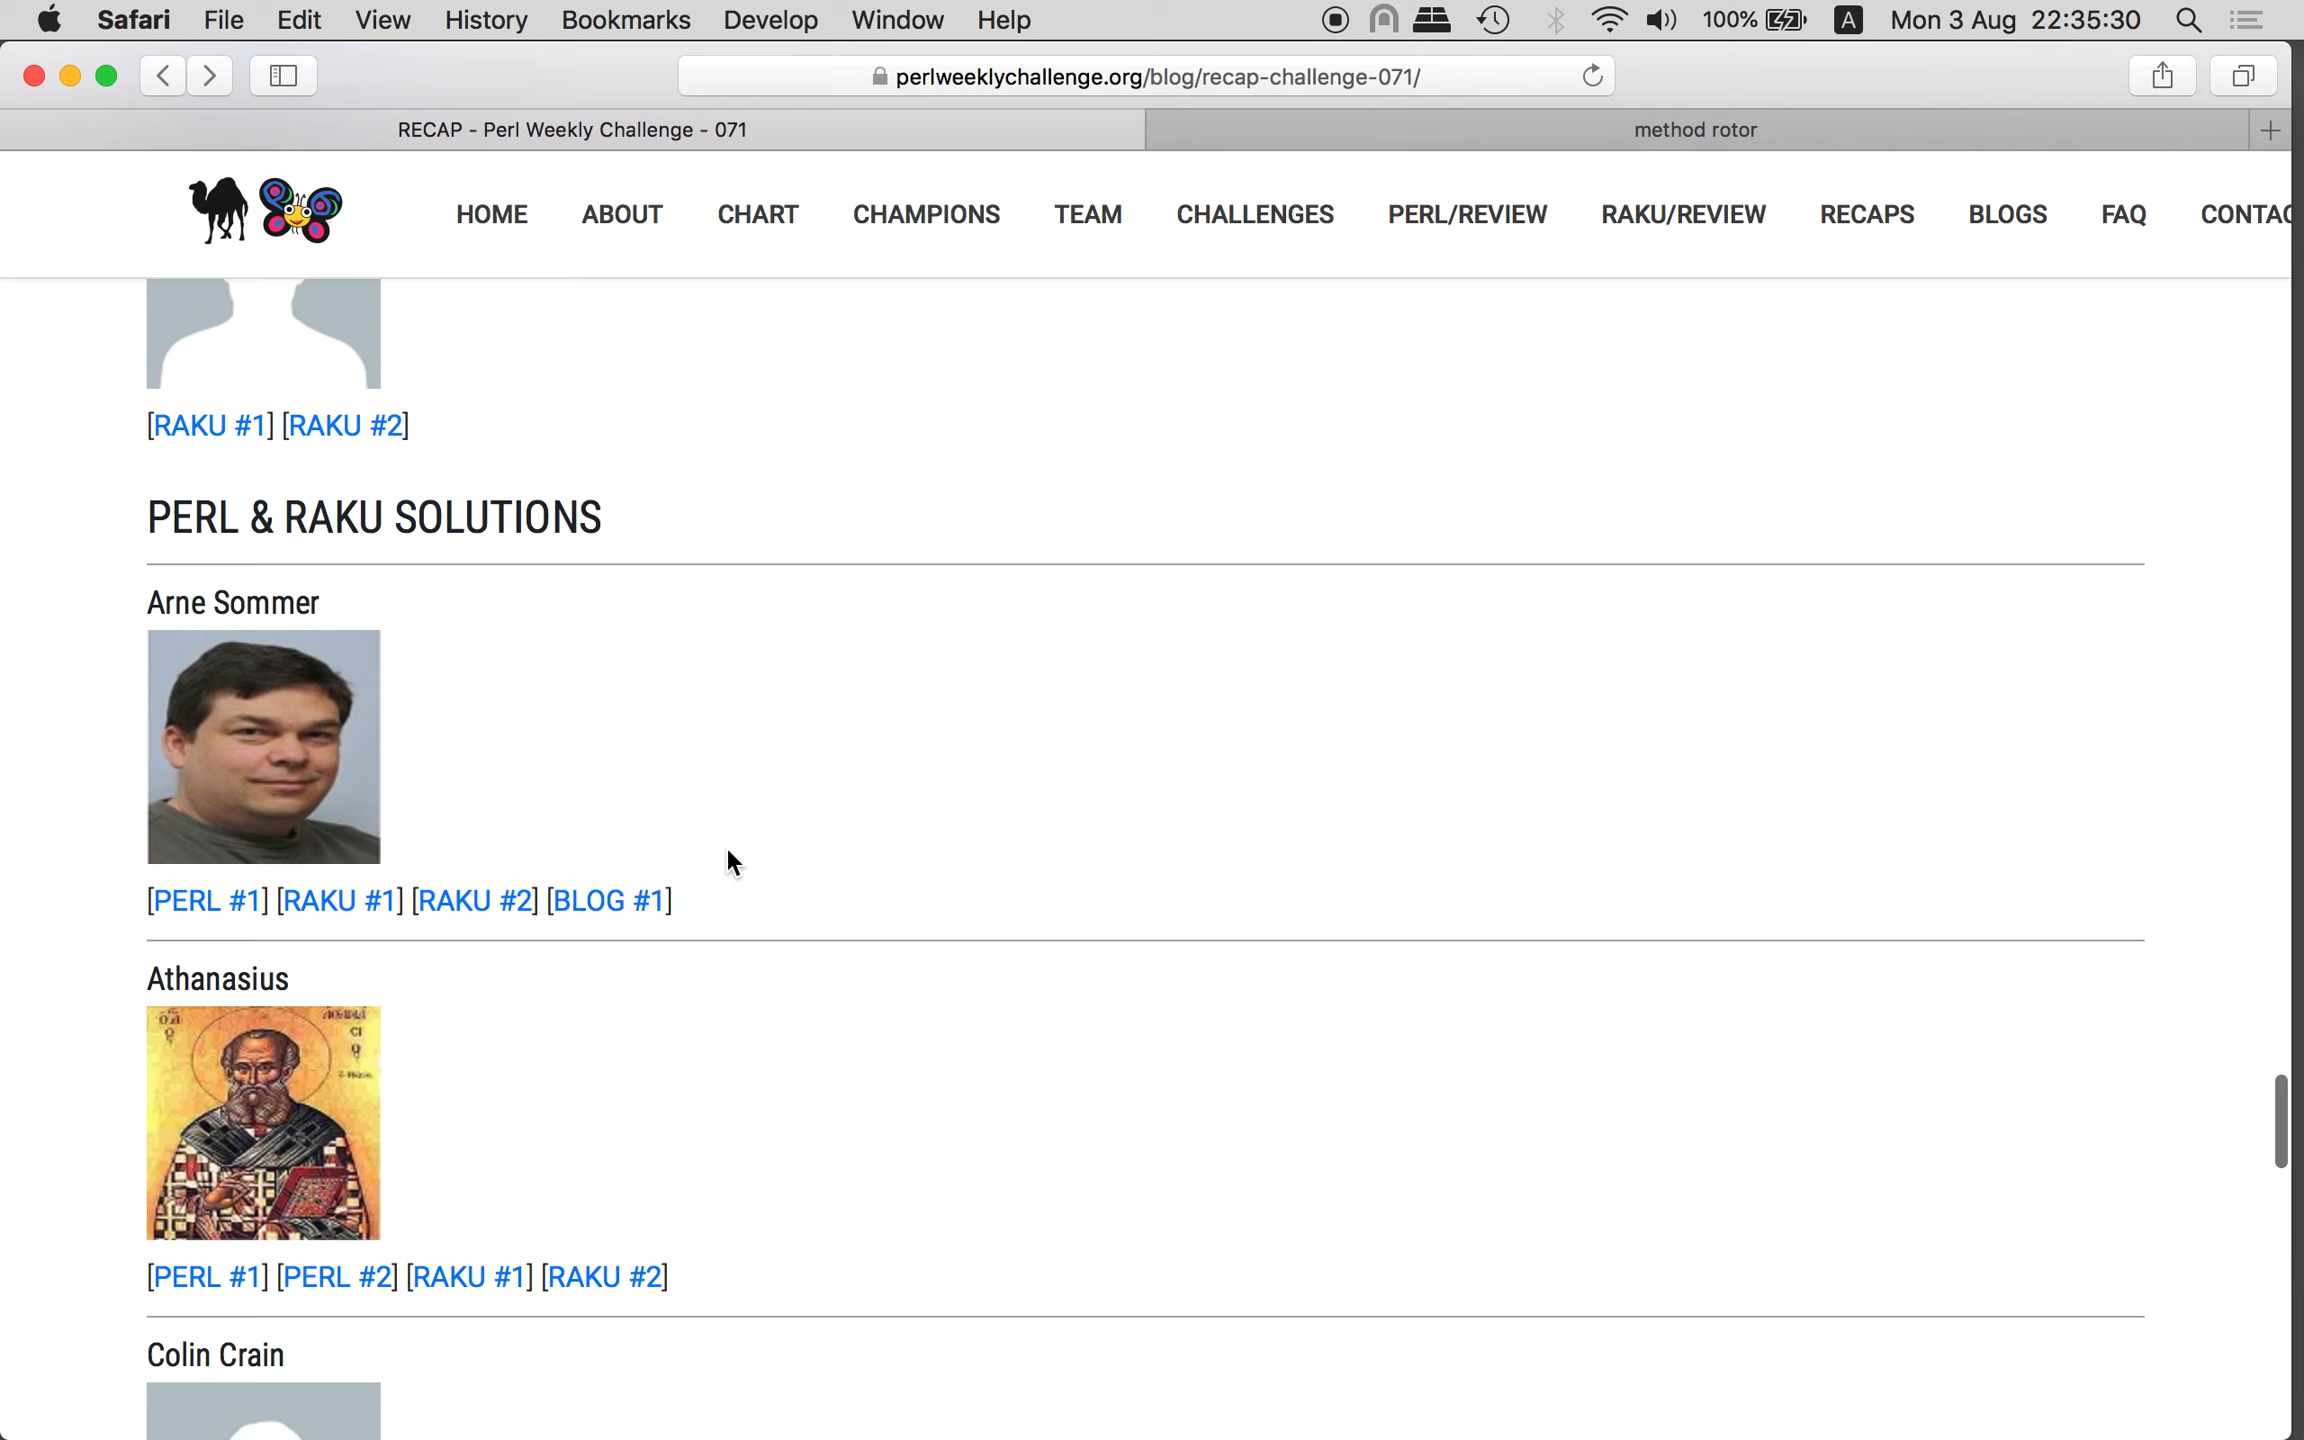 Safari File Edit View History Bookmarks Develop Window Help 100% A Mon 3 Aug 22:35:30
perlweeklychallenge.org/blog/recap-challenge-071/
RECAP - Perl Weekly Challenge - 071 method rotor
HOME ABOUT CHART CHAMPIONS TEAM CHALLENGES PERL/REVIEW RAKU/REVIEW RECAPS BLOGS FAQ CONTAC
[RAKU #1] [RAKU #2]
PERL & RAKU SOLUTIONS
Arne Sommer
[PERL #1] [RAKU #1] [RAKU #2] [BLOG #1]
Athanasius
[PERL #1] [PERL #2] [RAKU #1] [RAKU #2]
Colin Crain